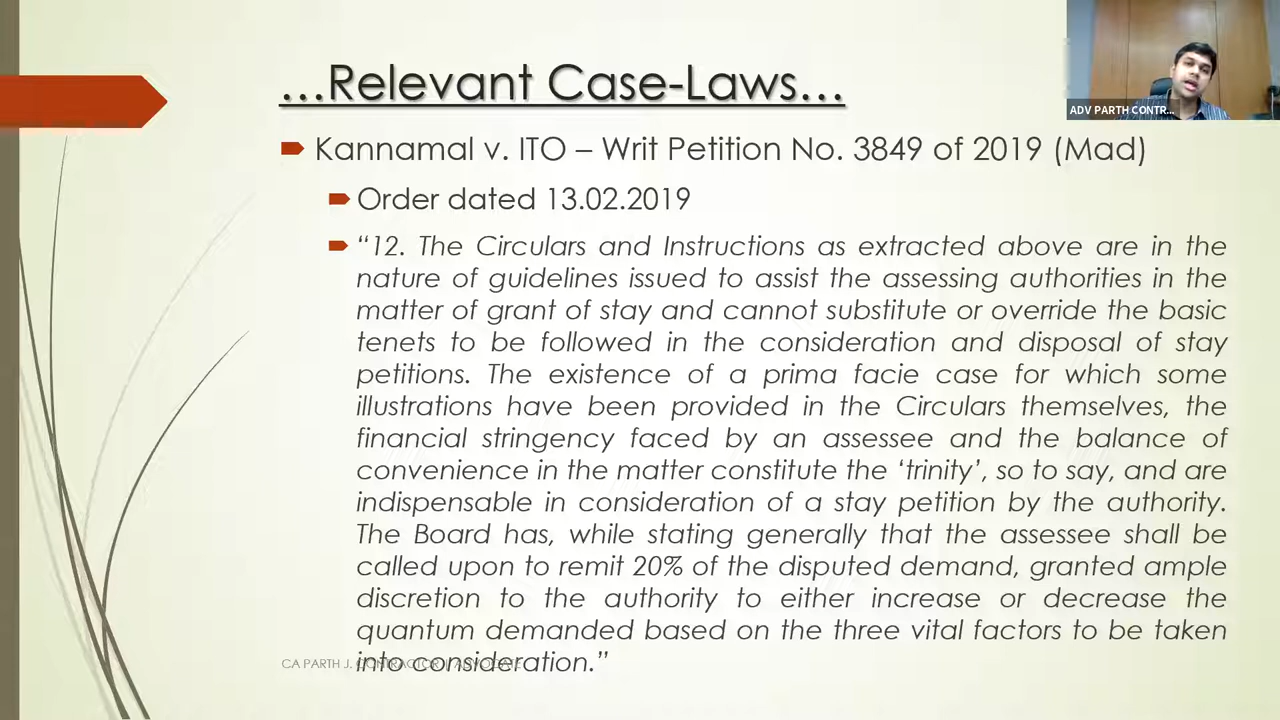 ...Relevant Case-Laws...
ADV PARTH CONTR...
Kannamal v. ITO – Writ Petition No. 3849 of 2019 (Mad)
Order dated 13.02.2019
“12. The Circulars and Instructions as extracted above are in the
nature of guidelines issued to assist the assessing authorities in the
matter of grant of stay and cannot substitute or override the basic
tenets to be followed in the consideration and disposal of stay
petitions. The existence of a prima facie case for which some
illustrations have been provided in the Circulars themselves, the
financial stringency faced by an assessee and the balance of
convenience in the matter constitute the ‘trinity’, so to say, and are
indispensable in consideration of a stay petition by the authority.
The Board has, while stating generally that the assessee shall be
called upon to remit 20% of the disputed demand, granted ample
discretion to the authority to either increase or decrease the
quantum demanded based on the three vital factors to be taken
into consideration.”
CA PARTH J. CONTRACTOR | ADVOCATE